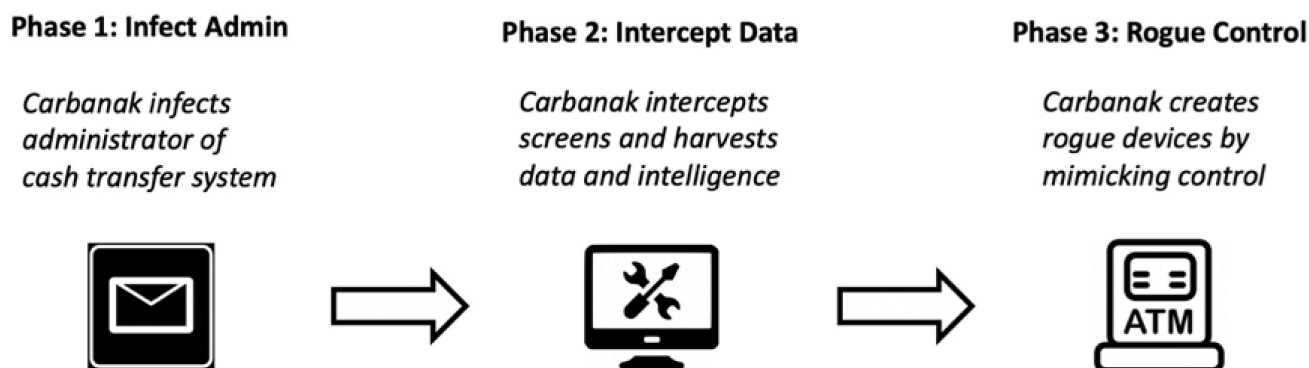 Phase 1: Infect Admin
Carbanak infects
administrator of
cash transfer system
Phase 2: Intercept Data
Carbanak intercepts
screens and harvests
data and intelligence
Phase 3: Rogue Control
Carbanak creates
rogue devices by
mimicking control
ATM